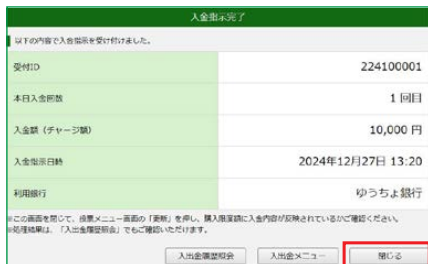 入金指示完了
以下の内容で入金指示を受け付けました。
受付ID 224100001
本日入金回数 1 回目
入金額（チャージ額） 10,000 円
入金指示日時 2024年12月27日 13:20
利用銀行 ゆうちょ銀行
※この画面を閉じて、投票メニュー画面の「更新」を押し、購入限度額に入金内容が反映されているかご確認ください。
※処理結果は、「入出金履歴照会」でもご確認いただけます。
入出金履歴照会 入出金メニュー 閉じる